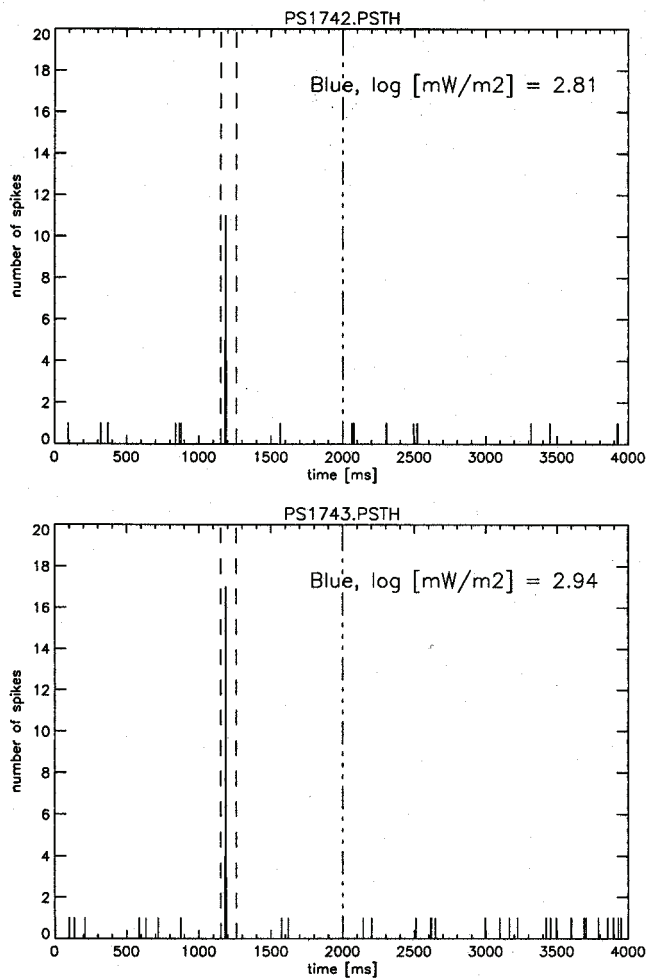 PS1742.PSTH
Blue, log [mW/m2] = 2.81
number of spikes
20
18
16
14
12
10
8
6
4
2
0
0 500 1000 1500 2000 2500 3000 3500 4000
time [ms]
PS1743.PSTH
Blue, log [mW/m2] = 2.94
number of spikes
20
18
16
14
12
10
8
6
4
2
0
0 500 1000 1500 2000 2500 3000 3500 4000
time [ms]